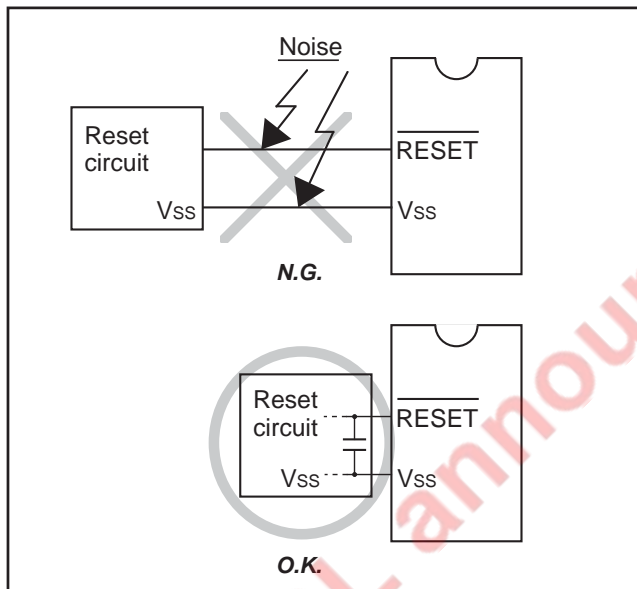 Noise
Reset
circuit
RESET
Vss
Vss
N.G.
Reset
circuit
RESET
Vss
Vss
O.K.